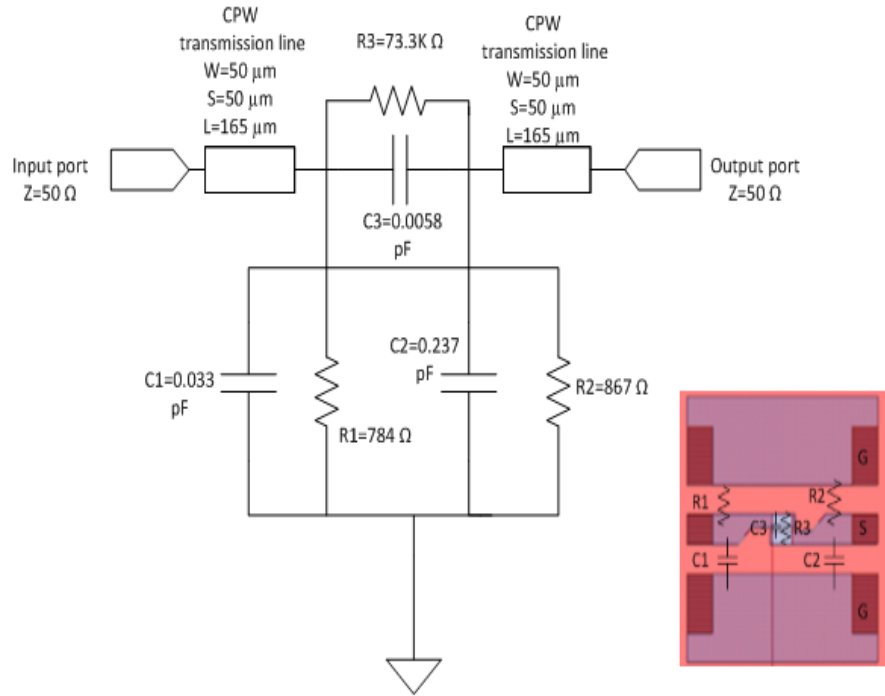 CPW
transmission line
W=50 μm
S=50 μm
L=165 μm
R3=73.3K Ω
CPW
transmission line
W=50 μm
S=50 μm
L=165 μm
Input port
Z=50 Ω
Output port
Z=50 Ω
C3=0.0058
pF
C1=0.033
pF
R1=784 Ω
C2=0.237
pF
R2=867 Ω
G
R1
R2
C3
R3
S
C1
C2
G